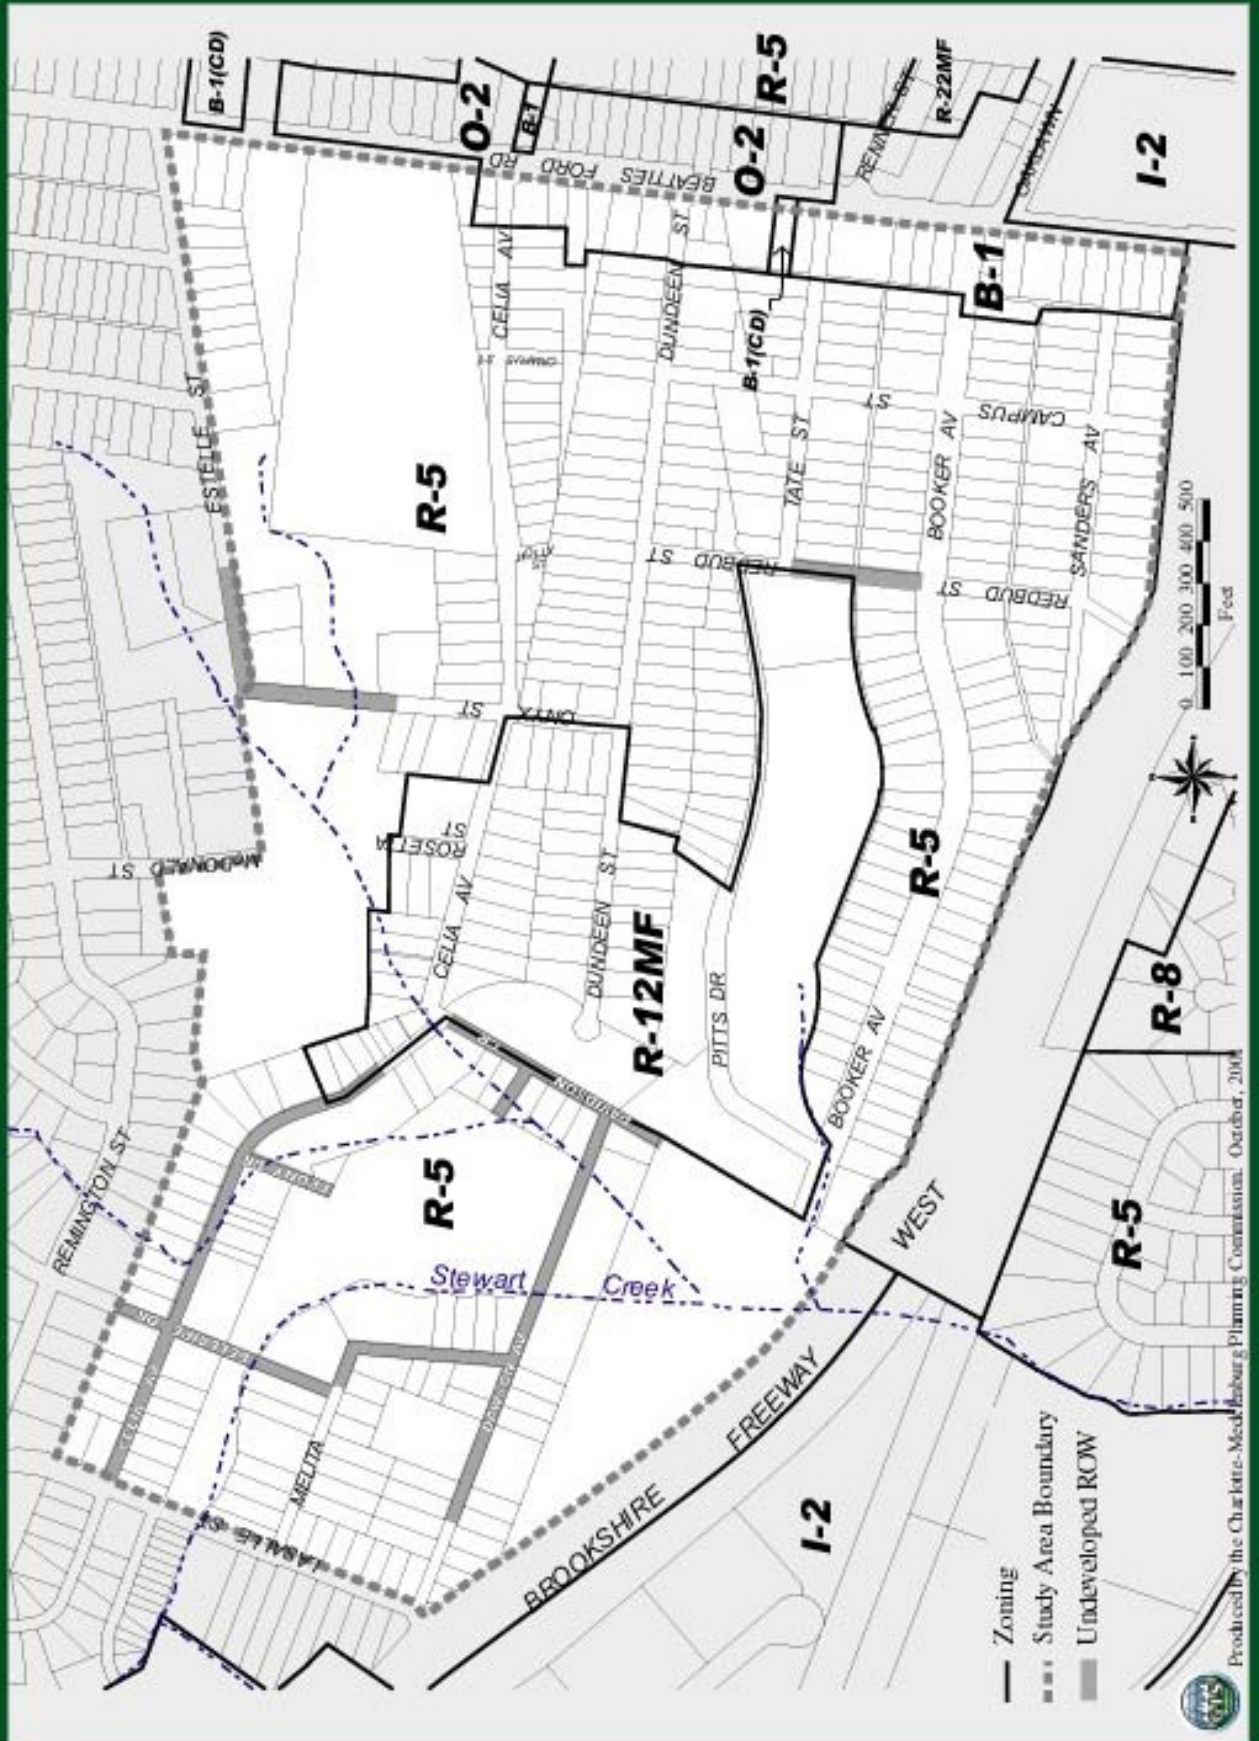 B-1(CD)
O-2
B-1
R-5
R-22MF
O-2
I-2
BEATTIES FORD RD
ESTELLE ST
CELIA AV
DUNDEEN ST
B-1(CD)
B-1
R-5
TATE ST
ST
BOOKER AV
CAMPUS
SANDERS AV
REDBUD ST
REDBUD ST
ONYX ST
McDONALD ST
ROSETTA ST
CELIA AV
DUNDEEN ST
R-12MF
PITTS DR
R-5
BOOKER AV
REMINGTON ST
R-5
Stewart Creek
MELITA
LASALLE ST
BROOKSHIRE FREEWAY WEST
I-2
R-8
R-5
0 100 200 300 400 500
Feet
Zoning
Study Area Boundary
Undeveloped ROW
Produced by the Charlotte-Mecklenburg Planning Commission. October,